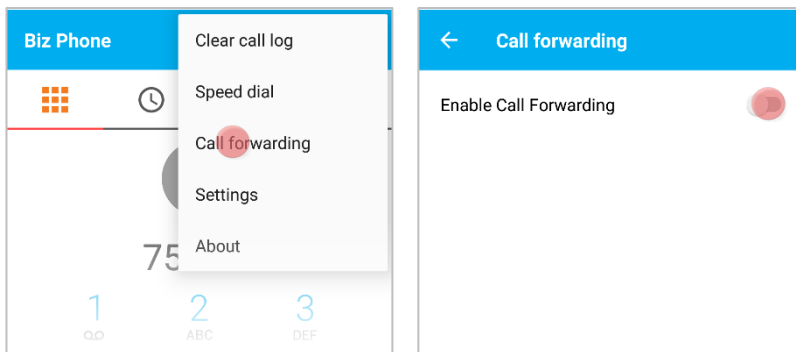 Biz Phone
Clear call log
Speed dial
Call forwarding
Settings
About
75
1
2
ABC
3
DEF
Call forwarding
Enable Call Forwarding